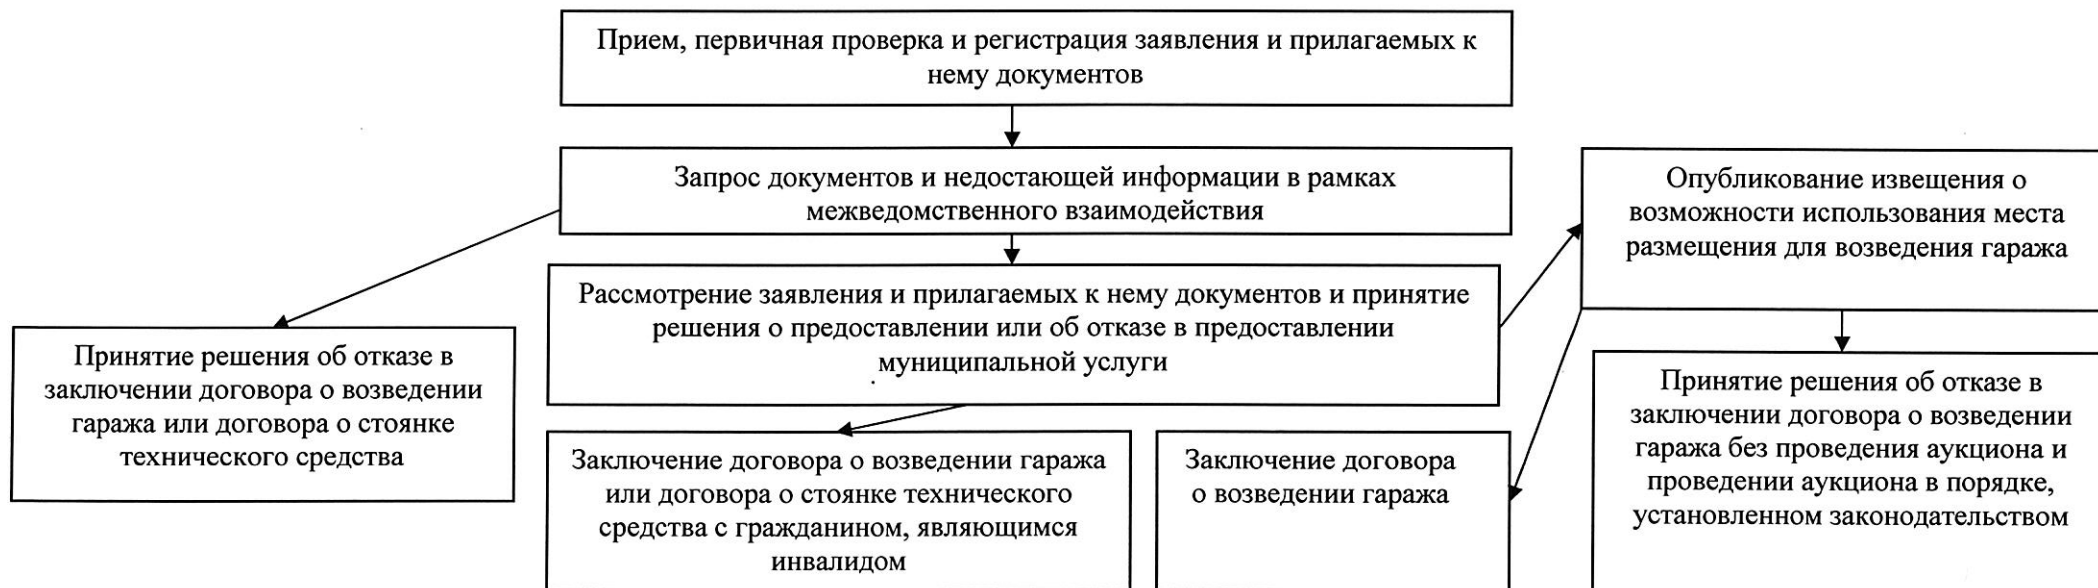 Прием, первичная проверка и регистрация заявления и прилагаемых к
нему документов
Запрос документов и недостающей информации в рамках
межведомственного взаимодействия
Опубликование извещения о
возможности использования места
размещения для возведения гаража
Рассмотрение заявления и прилагаемых к нему документов и принятие
решения о предоставлении или об отказе в предоставлении
муниципальной услуги
Принятие решения об отказе в
заключении договора о возведении
гаража или договора о стоянке
технического средства
Заключение договора о возведении гаража
или договора о стоянке технического
средства с гражданином, являющимся
инвалидом
Заключение договора
о возведении гаража
Принятие решения об отказе в
заключении договора о возведении
гаража без проведения аукциона и
проведении аукциона в порядке,
установленном законодательством